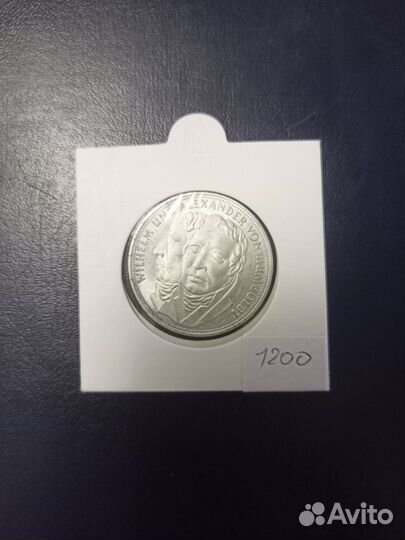 WILHELM UND ALEXANDER VON HUMBOLDT
1200
Avito